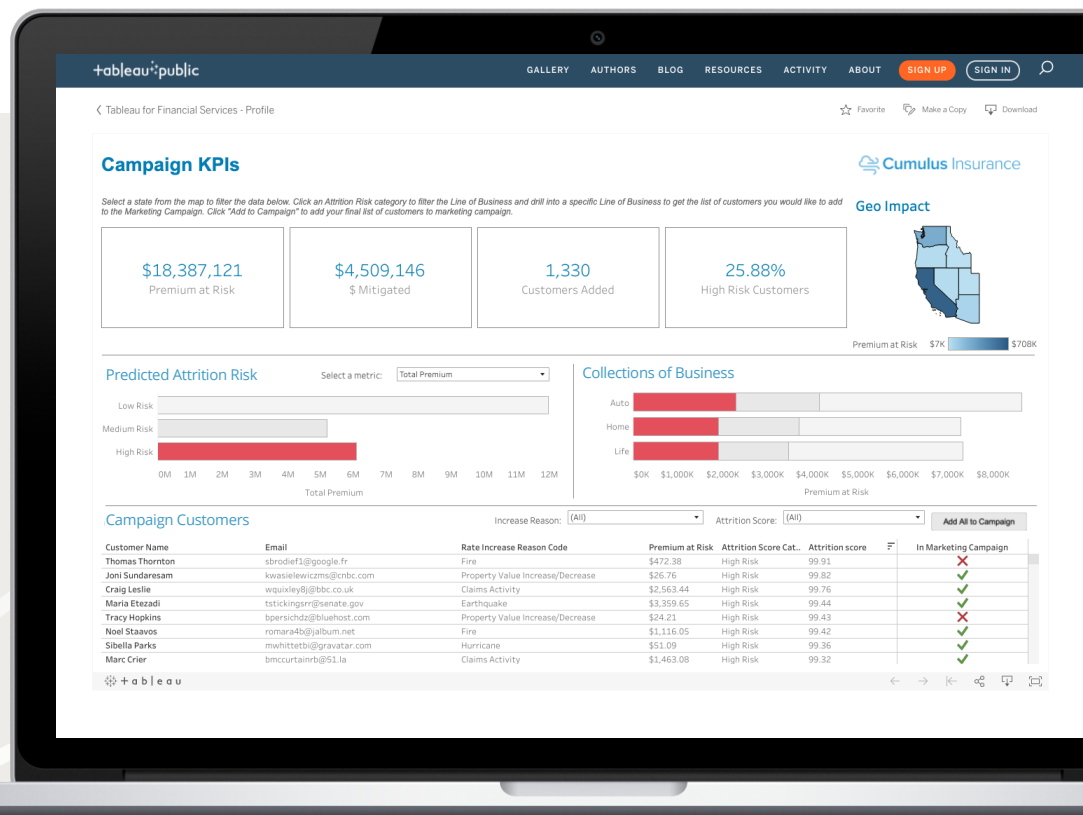 +ableau public
GALLERY AUTHORS BLOG RESOURCES ACTIVITY ABOUT SIGN UP SIGN IN
Tableau for Financial Services - Profile
Favorite Make a Copy Download
Campaign KPIs
Cumulus Insurance
Select a state from the map to filter the data below. Click an Attrition Risk category to filter the Line of Business and drill into a specific Line of Business to get the list of customers you would like to add
to the Marketing Campaign. Click "Add to Campaign" to add your final list of customers to marketing campaign.
Geo Impact
$18,387,121 $4,509,146 1,330 25.88%
Premium at Risk $ Mitigated Customers Added High Risk Customers
Premium at Risk $7K $708K
Predicted Attrition Risk Select a metric: Total Premium
Collections of Business
Low Risk
Medium Risk
High Risk
0M 1M 2M 3M 4M 5M 6M 7M 8M 9M 10M 11M 12M
Total Premium
Auto
Home
Life
$0K $1,000K $2,000K $3,000K $4,000K $5,000K $6,000K $7,000K $8,000K
Premium at Risk
Campaign Customers Increase Reason: (All) Attrition Score: (All) Add All to Campaign
Customer Name Email Rate Increase Reason Code Premium at Risk Attrition Score Cat.. Attrition score In Marketing Campaign
Thomas Thornton sbrodief1@google.fr Fire $472.38 High Risk 99.91
Joni Sundaresam kwasielewiczms@cnbc.com Property Value Increase/Decrease $26.76 High Risk 99.82
Craig Leslie wquixley8j@bbc.co.uk Claims Activity $2,563.44 High Risk 99.76
Maria Etezadi tstickingsrr@senate.gov Earthquake $3,359.65 High Risk 99.44
Tracy Hopkins bpersichdz@bluehost.com Property Value Increase/Decrease $24.21 High Risk 99.43
Noel Staavos romara4b@jalbum.net Fire $1,116.05 High Risk 99.42
Sibella Parks mwhittetbi@gravatar.com Hurricane $51.09 High Risk 99.36
Marc Crier bmccurtainrb@51.la Claims Activity $1,463.08 High Risk 99.32
+ableau